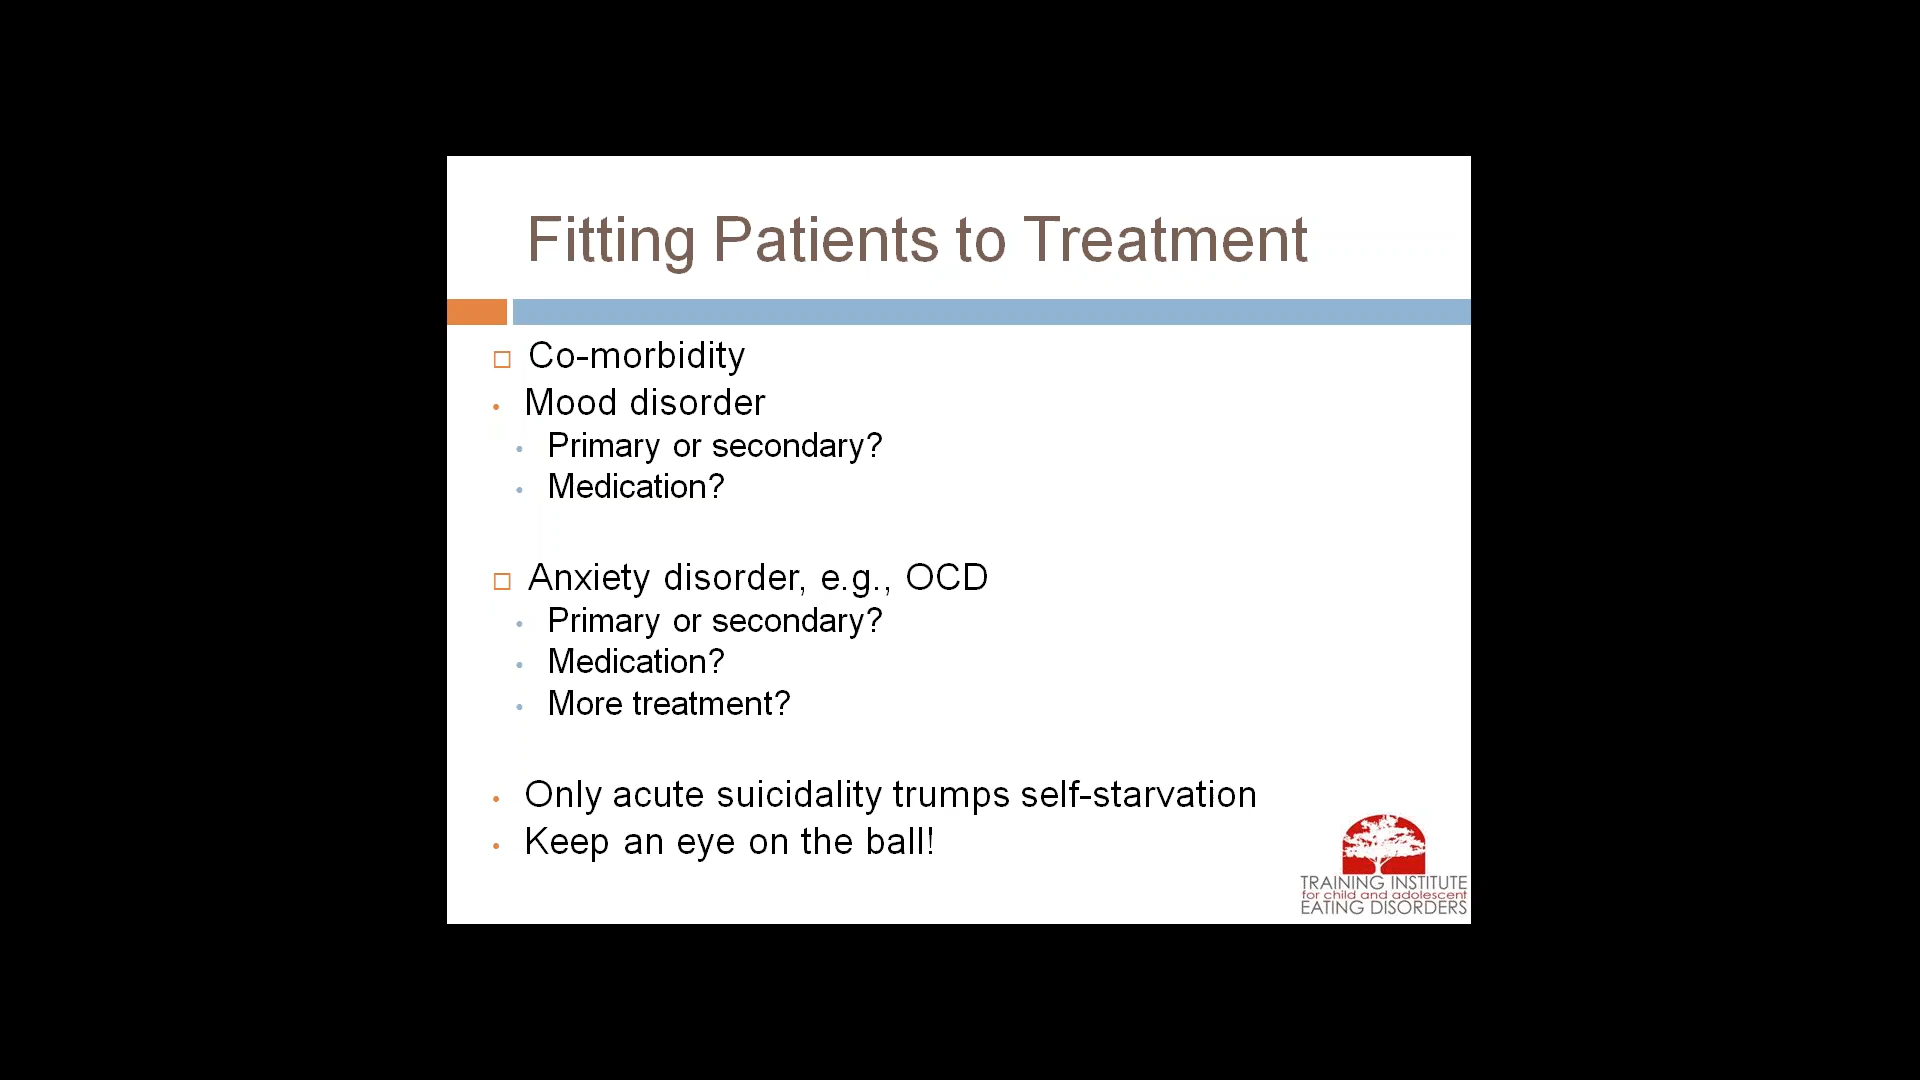 Fitting Patients to Treatment
Co-morbidity
Mood disorder
Primary or secondary?
Medication?
Anxiety disorder, e.g., OCD
Primary or secondary?
Medication?
More treatment?
Only acute suicidality trumps self-starvation
Keep an eye on the ball!
TRAINING INSTITUTE
for child and adolescent
EATING DISORDERS